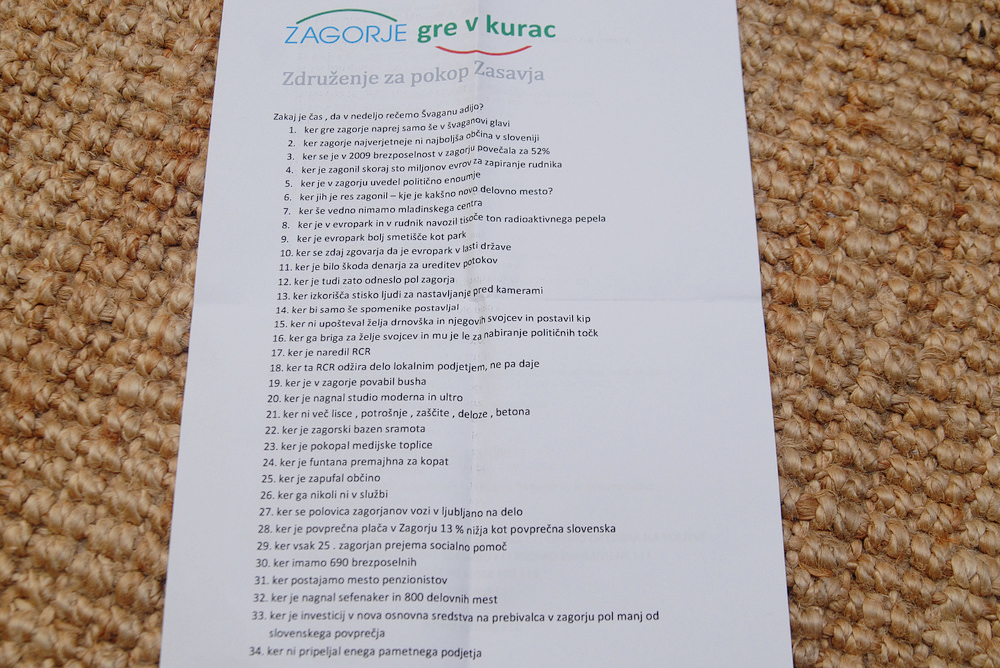 ZAGORJE gre v kurac
Združenje za pokop Zasavja
Zakaj je čas , da v nedeljo rečemo Švaganu adijo?
1. ker gre zagorje naprej samo še v švaganovi glavi
2. ker zagorje najverjetneje ni najboljša občina v sloveniji
3. ker se je v 2009 brezposelnost v zagorju povečala za 52%
4. ker je zagonil skoraj sto miljonov evrov za zapiranje rudnika
5. ker je v zagorju uvedel politično enoumje
6. ker jih je res zagonil – kje je kakšno novo delovno mesto?
7. ker še vedno nimamo mladinskega centra
8. ker je v evropark in v rudnik navozil tisoče ton radioaktivnega pepela
9. ker je evropark bolj smetišče kot park
10. ker se zdaj zgovarja da je evropark v lasti države
11. ker je bilo škoda denarja za ureditev potokov
12. ker je tudi zato odneslo pol zagorja
13. ker izkorišča stisko ljudi za nastavljanje pred kamerami
14. ker bi samo še spomenike postavljal
15. ker ni upošteval želja drnovška in njegovih svojcev in postavil kip
16. ker ga briga za želje svojcev in mu je le za nabiranje političnih točk
17. ker je naredil RCR
18. ker ta RCR odžira delo lokalnim podjetjem, ne pa daje
19. ker je v zagorje povabil busha
20. ker je nagnal studio moderna in ultro
21. ker ni več lisce , potrošnje , zaščite , deloze , betona
22. ker je zagorski bazen sramota
23. ker je pokopal medijske toplice
24. ker je funtana premajhna za kopat
25. ker je zapufal občino
26. ker ga nikoli ni v službi
27. ker se polovica zagorjanov vozi v ljubljano na delo
28. ker je povprečna plača v Zagorju 13 % nižja kot povprečna slovenska
29. ker vsak 25 . zagorjan prejema socialno pomoč
30. ker imamo 690 brezposelnih
31. ker postajamo mesto penzionistov
32. ker je nagnal sefenaker in 800 delovnih mest
33. ker je investicij v nova osnovna sredstva na prebivalca v zagorju pol manj od
slovenskega povprečja
34. ker ni pripeljal enega pametnega podjetja